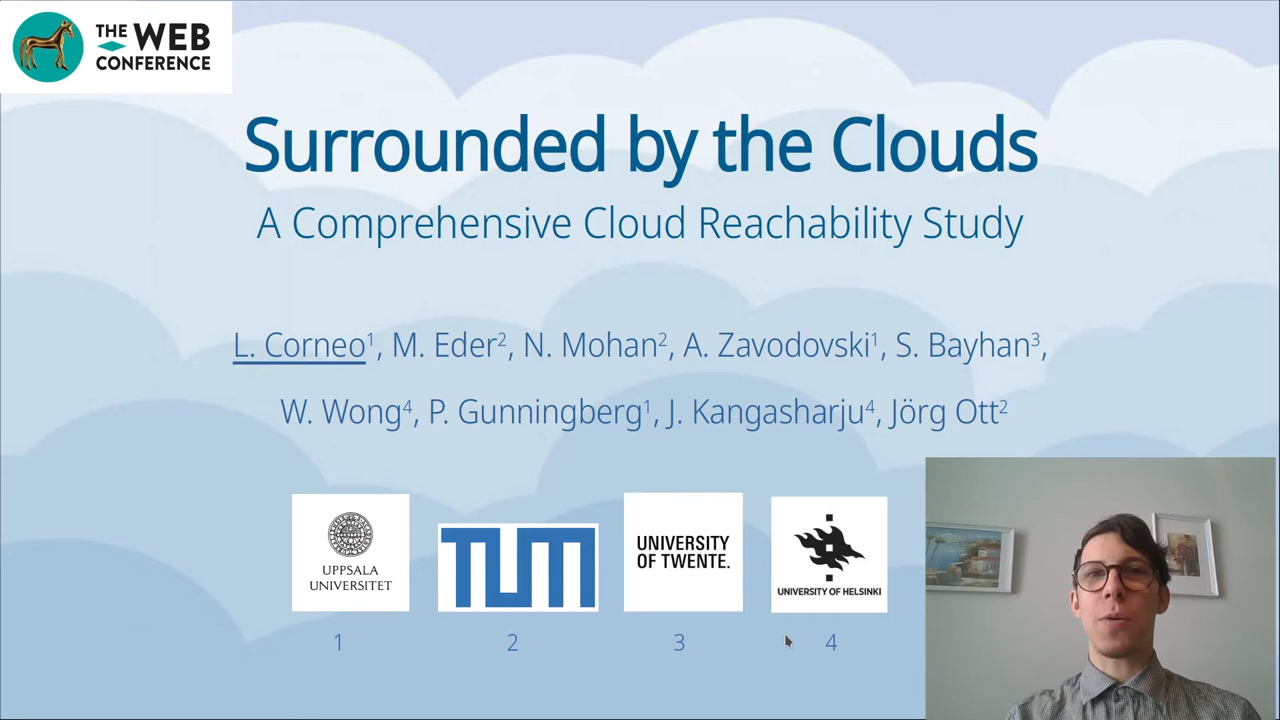 THE WEB
CONFERENCE
Surrounded by the Clouds
A Comprehensive Cloud Reachability Study
L. Corneo¹, M. Eder², N. Mohan², A. Zavodovski¹, S. Bayhan³,
W. Wong⁴, P. Gunningberg¹, J. Kangasharju⁴, Jörg Ott²
UPPSALA
UNIVERSITET
TUM
UNIVERSITY
OF TWENTE.
UNIVERSITY OF HELSINKI
1 2 3 4